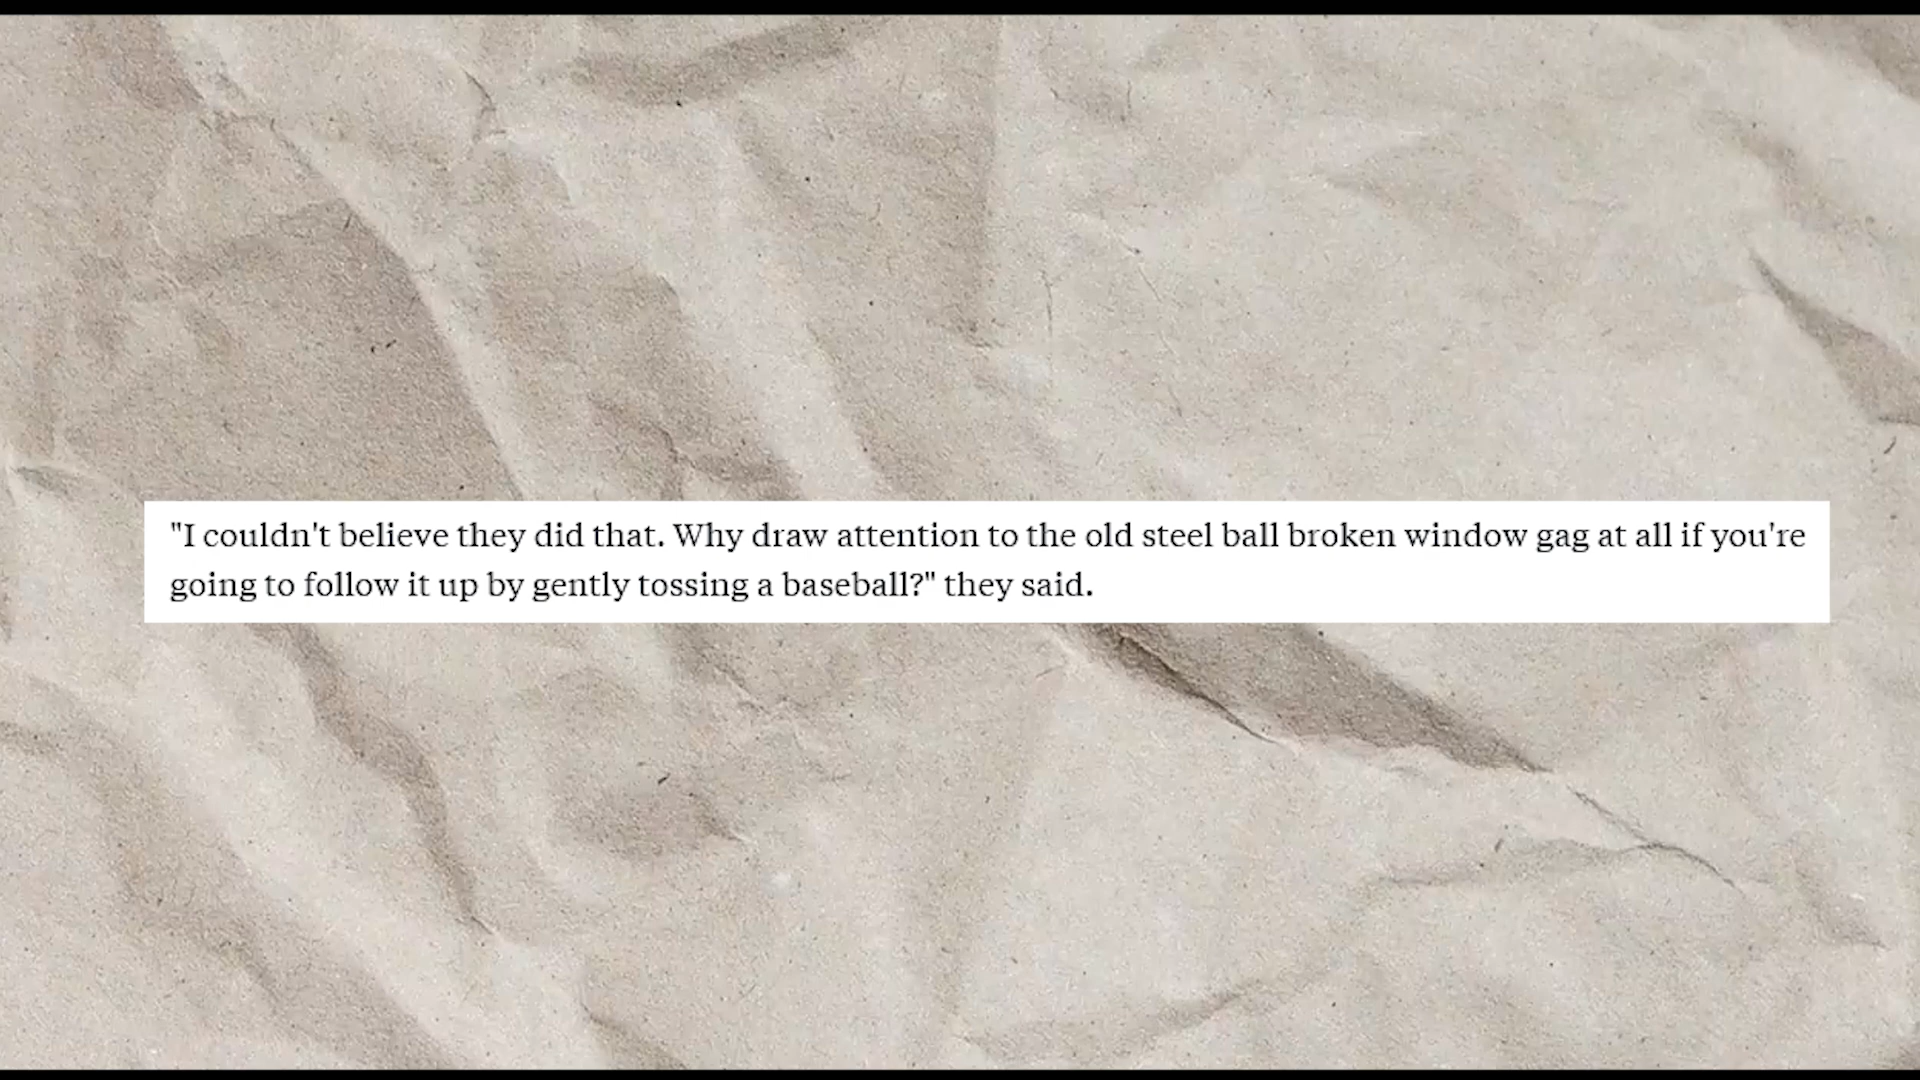 "I couldn't believe they did that. Why draw attention to the old steel ball broken window gag at all if you're
going to follow it up by gently tossing a baseball?" they said.